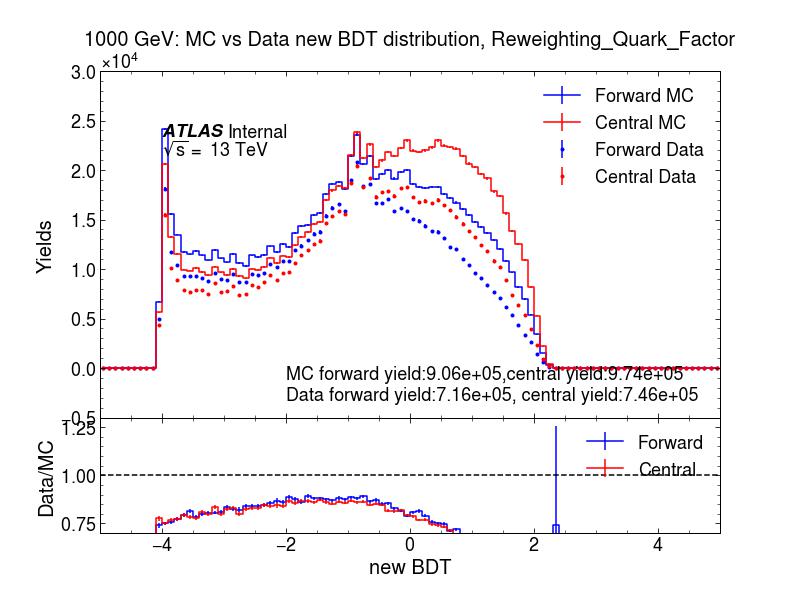 1000 GeV: MC vs Data new BDT distribution, Reweighting_Quark_Factor
×10⁴
3.0
2.5
2.0
1.5
1.0
0.5
0.0
0.5
Yields
ATLAS Internal
√s = 13 TeV
Forward MC
Central MC
Forward Data
Central Data
MC forward yield:9.06e+05,central yield:9.74e+05
Data forward yield:7.16e+05, central yield:7.46e+05
1.25
1.00
0.75
Data/MC
Forward
Central
−4 −2 0 2 4
new BDT